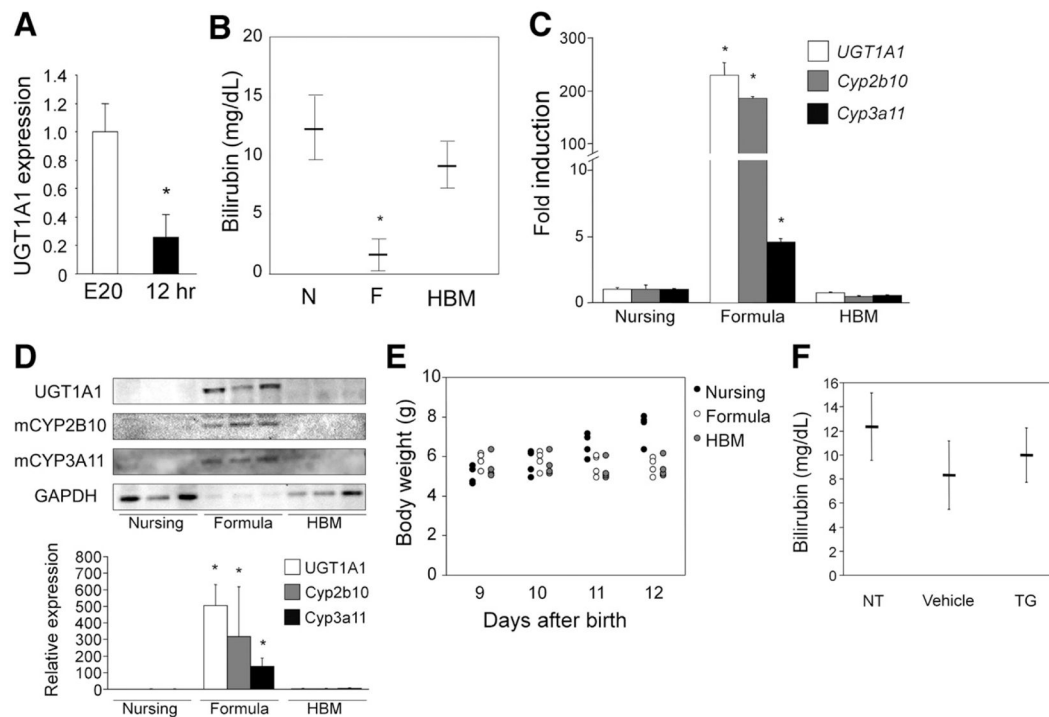 A
UGT1A1 expression
1.4
1.2
1
0.8
0.6
0.4
0.2
0
*
E20 12 hr
B
Bilirubin (mg/dL)
20
15
10
5
0
*
N F HBM
C
Fold induction
300
200
100
5
0
* *
*
UGT1A1
Cyp2b10
Cyp3a11
Nursing Formula HBM
D
UGT1A1
mCYP2B10
mCYP3A11
GAPDH
Nursing Formula HBM
Relative expression
800
700
600
500
400
300
200
100
0
* *
*
UGT1A1
Cyp2b10
Cyp3a11
Nursing Formula HBM
E
Body weight (g)
10
8
6
4
2
0
Nursing
Formula
HBM
9 10 11 12
Days after birth
F
Bilirubin (mg/dL)
16
14
12
10
8
6
4
2
0
NT Vehicle TG